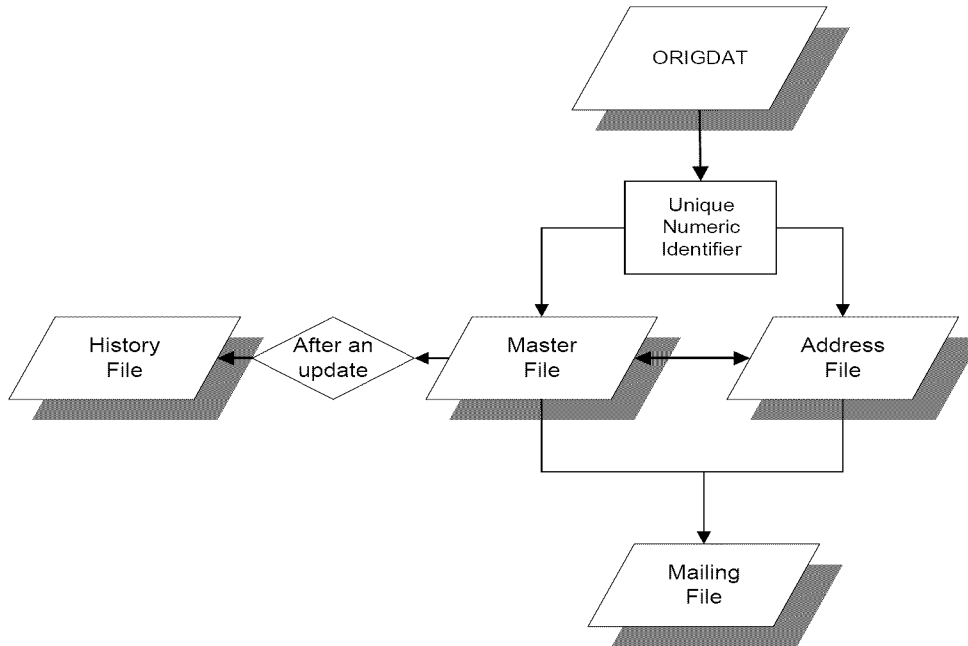 ORIGDAT
Unique
Numeric
Identifier
History
File
After an
update
Master
File
Address
File
Mailing
File